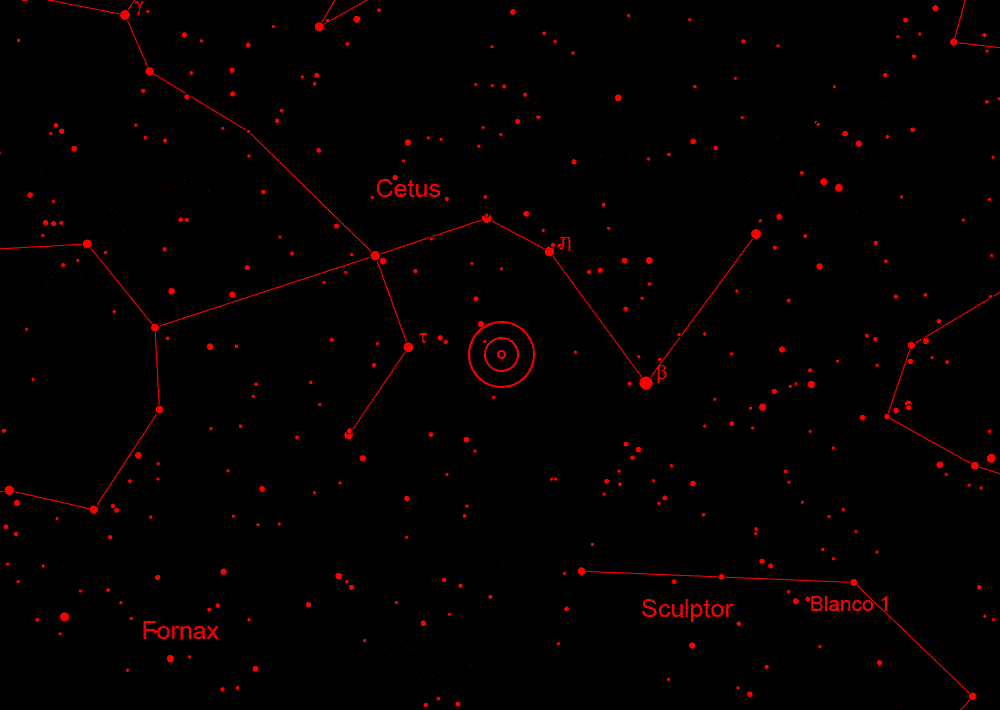 γ
Cetus
η
τ
β
Sculptor
Blanco 1
Fornax